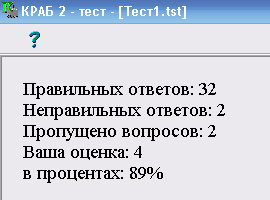 КРАБ 2 - тест - [Тест1.tst]
?
Правильных ответов: 32
Неправильных ответов: 2
Пропущено вопросов: 2
Ваша оценка: 4
в процентах: 89%